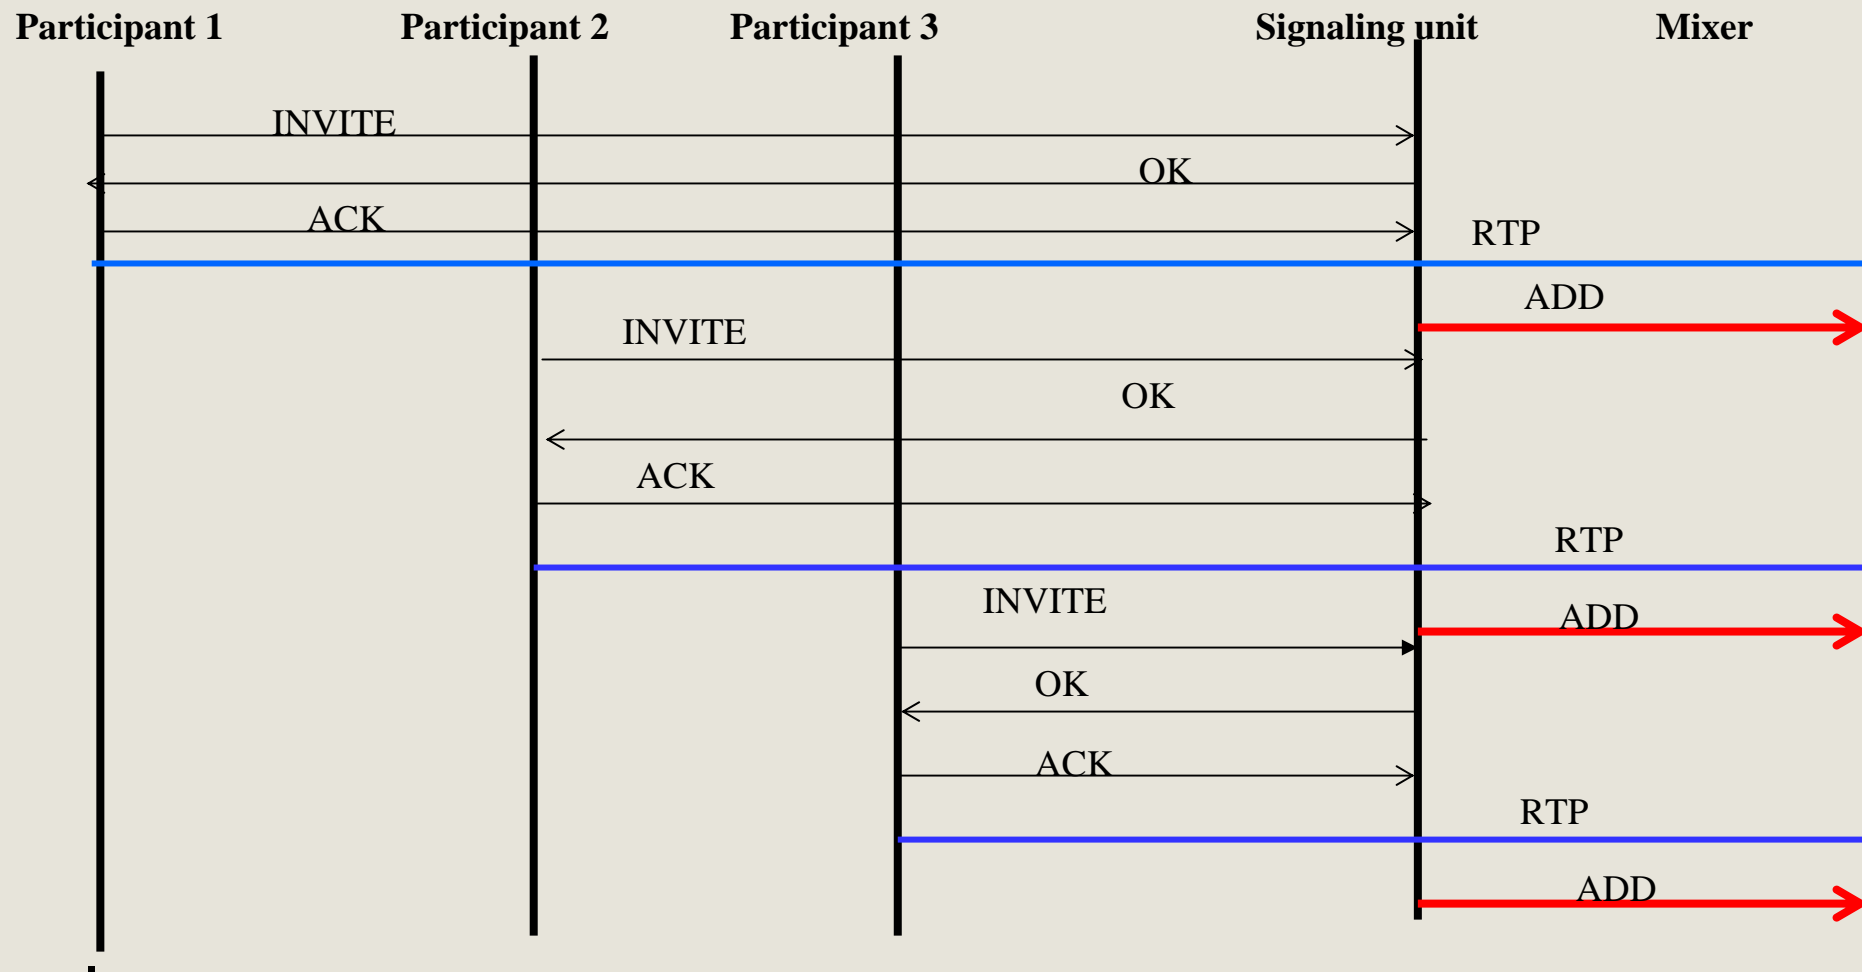 Participant 1 Participant 2 Participant 3 Signaling unit Mixer
INVITE
OK
ACK
RTP
ADD
INVITE
OK
ACK
RTP
INVITE
ADD
OK
ACK
RTP
ADD